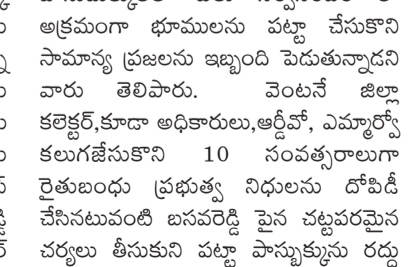 అక్రమంగా భూములను పట్టా చేసుకొని
సామాన్య ప్రజలను ఇబ్బంది పెడుతున్నాడని
వారు తెలిపారు. వెంటనే జిల్లా
కలెక్టర్,కూడా అధికారులు,ఆర్డీవో, ఎమ్మార్వో
కలుగజేసుకొని 10 సంవత్సరాలుగా
రైతుబంధు ప్రభుత్వ నిధులను దోపిడీ
చేసినటువంటి బసవరెడ్డి పైన చట్టపరమైన
చర్యలు తీసుకుని పట్టా పాస్బుక్కును రద్దు